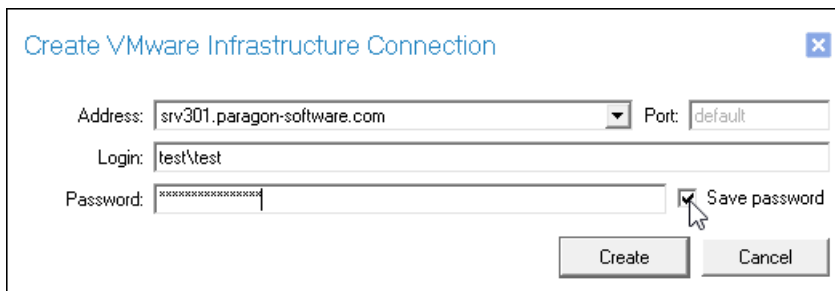 Create VMware Infrastructure Connection
Address: srv301.paragon-software.com Port: default
Login: test\test
Password: **************** Save password
Create Cancel